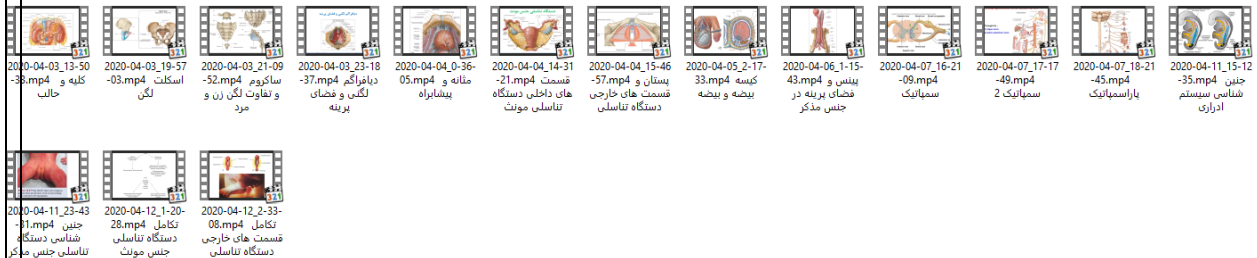 2020-04-03_13-50
-33.mp4 کلیه و
حالب
2020-04-03_19-57
-03.mp4 اسکلت
لگن
2020-04-03_21-09
-52.mp4 ساکروم
و تفاوت لگن زن و
مرد
2020-04-03_23-18
-37.mp4 دیافراگم
لگنی و فضای
پرینه
2020-04-04_0-36-
05.mp4 مثانه و
پیشابراه
2020-04-04_14-31
-21.mp4 قسمت
های داخلی دستگاه
تناسلی مونث
2020-04-04_15-46
-57.mp4 پستان و
قسمت های خارجی
دستگاه تناسلی
2020-04-05_2-17-
33.mp4 کیسه
بیضه و بیضه
2020-04-06_1-15-
43.mp4 پینس و
فضای پرینه در
جنس مذکر
2020-04-07_16-21
-09.mp4
سمپاتیک
2020-04-07_17-17
-49.mp4
سمپاتیک 2
2020-04-07_18-21
-45.mp4
پاراسمپاتیک
2020-04-11_15-12
-35.mp4 جنین
شناسی سیستم
ادراری
2020-04-11_23-43
-31.mp4 جنین
شناسی دستگاه
تناسلی جنس مذکر
2020-04-12_1-20-
28.mp4 تکامل
دستگاه تناسلی
جنس مونث
2020-04-12_2-33-
08.mp4 تکامل
قسمت های خارجی
دستگاه تناسلی